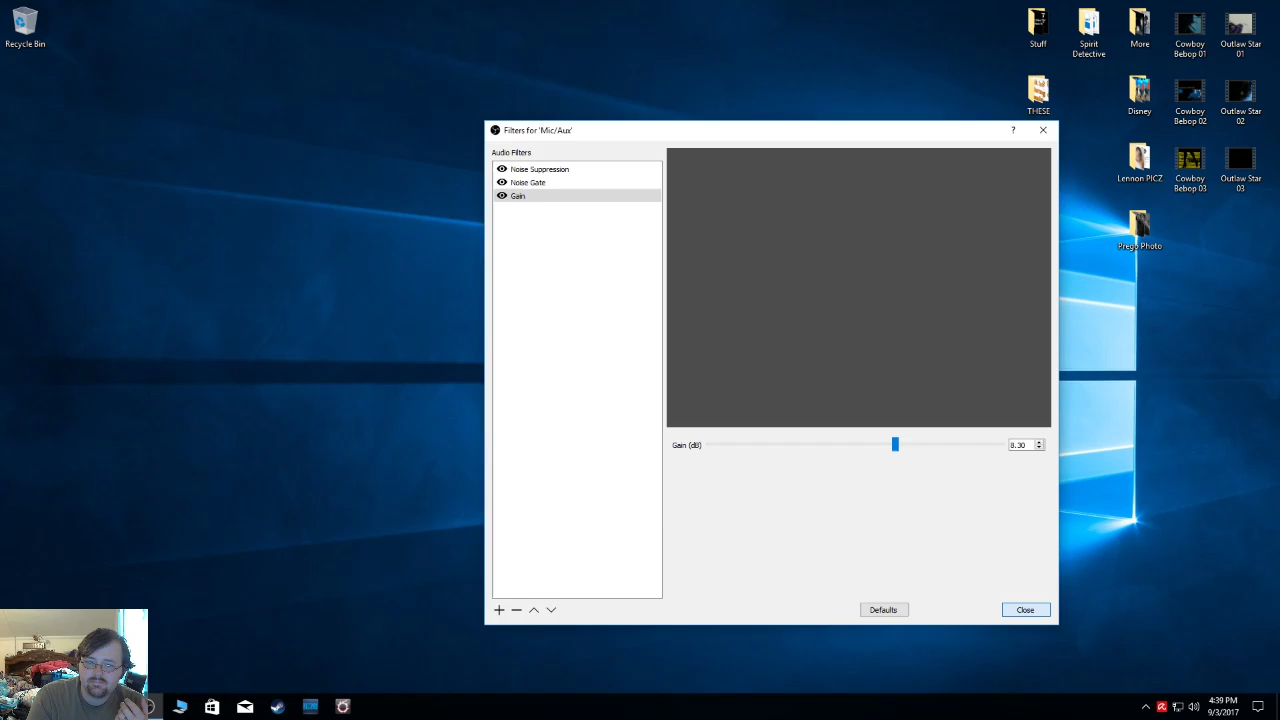 Recycle Bin
Stuff
Spirit Detective
More
Cowboy Bebop 01
Outlaw Star 01
THESE
Disney
Cowboy Bebop 02
Outlaw Star 02
Lennon PICZ
Cowboy Bebop 03
Outlaw Star 03
Prego Photo
Filters for 'Mic/Aux'
?
Audio Filters
Noise Suppression
Noise Gate
Gain
Gain (dB)
8.30
Defaults
Close
4:39 PM
9/3/2017